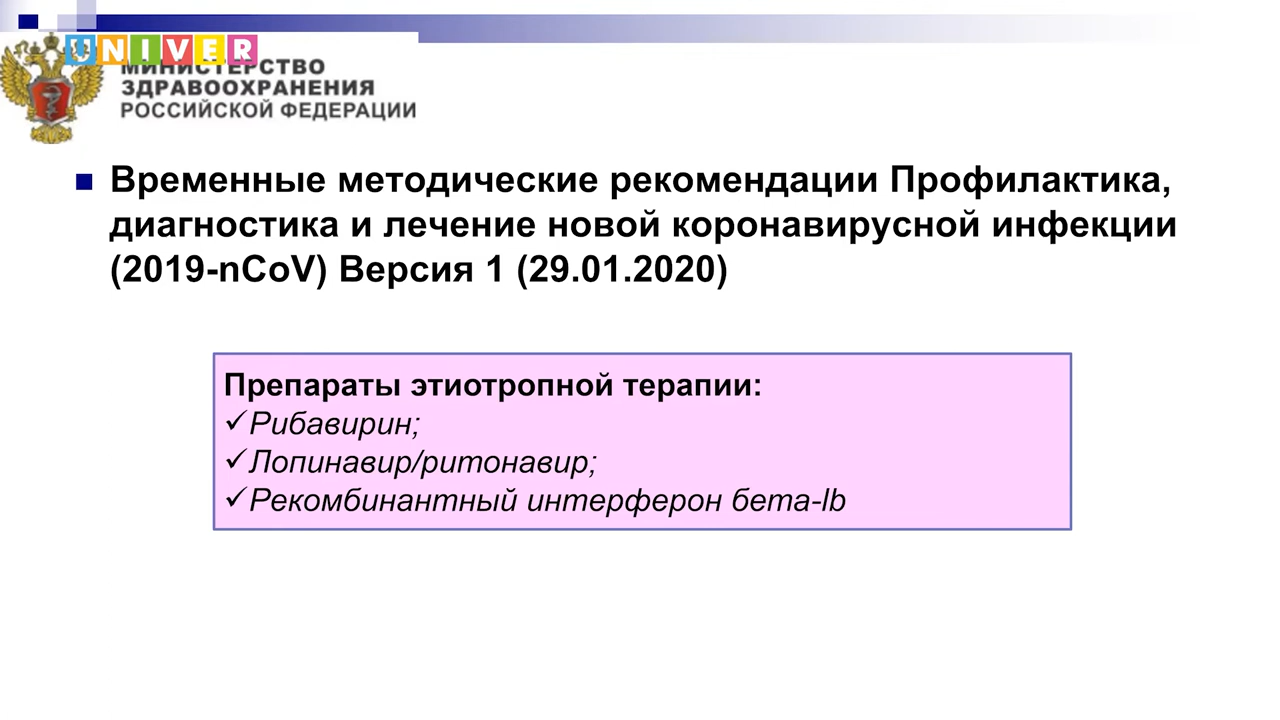 UNIVER
МИНИСТЕРСТВО
ЗДРАВООХРАНЕНИЯ
РОССИЙСКОЙ ФЕДЕРАЦИИ
Временные методические рекомендации Профилактика,
диагностика и лечение новой коронавирусной инфекции
(2019-nCoV) Версия 1 (29.01.2020)
Препараты этиотропной терапии:
✓Рибавирин;
✓Лопинавир/ритонавир;
✓Рекомбинантный интерферон бета-lb